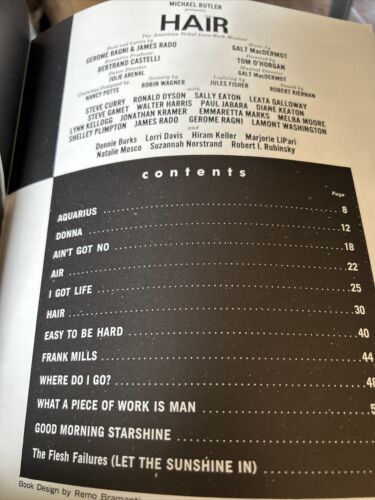 MICHAEL BUTLER
presents
HAIR
The American Tribal Love-Rock Musical
Book and Lyrics by
GEROME RAGNI & JAMES RADO
Music by
GALT MacDERMOT
Executive Producer
BERTRAND CASTELLI
Directed by
TOM O'HORGAN
Dance Director
JULIE ARENAL
Musical Director
GALT MacDERMOT
Costumes Designed by
NANCY POTTS
Scenery by
ROBIN WAGNER
Lighting by
JULES FISHER
Sound by
ROBERT KIERNAN
with
STEVE CURRY RONALD DYSON SALLY EATON LEATA GALLOWAY
STEVE GAMET WALTER HARRIS PAUL JABARA DIANE KEATON
LYNN KELLOGG JONATHAN KRAMER EMMARETTA MARKS MELBA MOORE
SHELLEY PLIMPTON JAMES RADO GEROME RAGNI LAMONT WASHINGTON
and
Donnie Burks Lorri Davis Hiram Keller Marjorie LiPari
Natalie Mosco Suzannah Norstrand Robert I. Rubinsky
contents
Page
AQUARIUS 8
DONNA 12
AIN'T GOT NO 18
AIR 22
I GOT LIFE 25
HAIR 30
EASY TO BE HARD 40
FRANK MILLS 44
WHERE DO I GO? 48
WHAT A PIECE OF WORK IS MAN 5
GOOD MORNING STARSHINE
The Flesh Failures (LET THE SUNSHINE IN)
Book Design by Remo